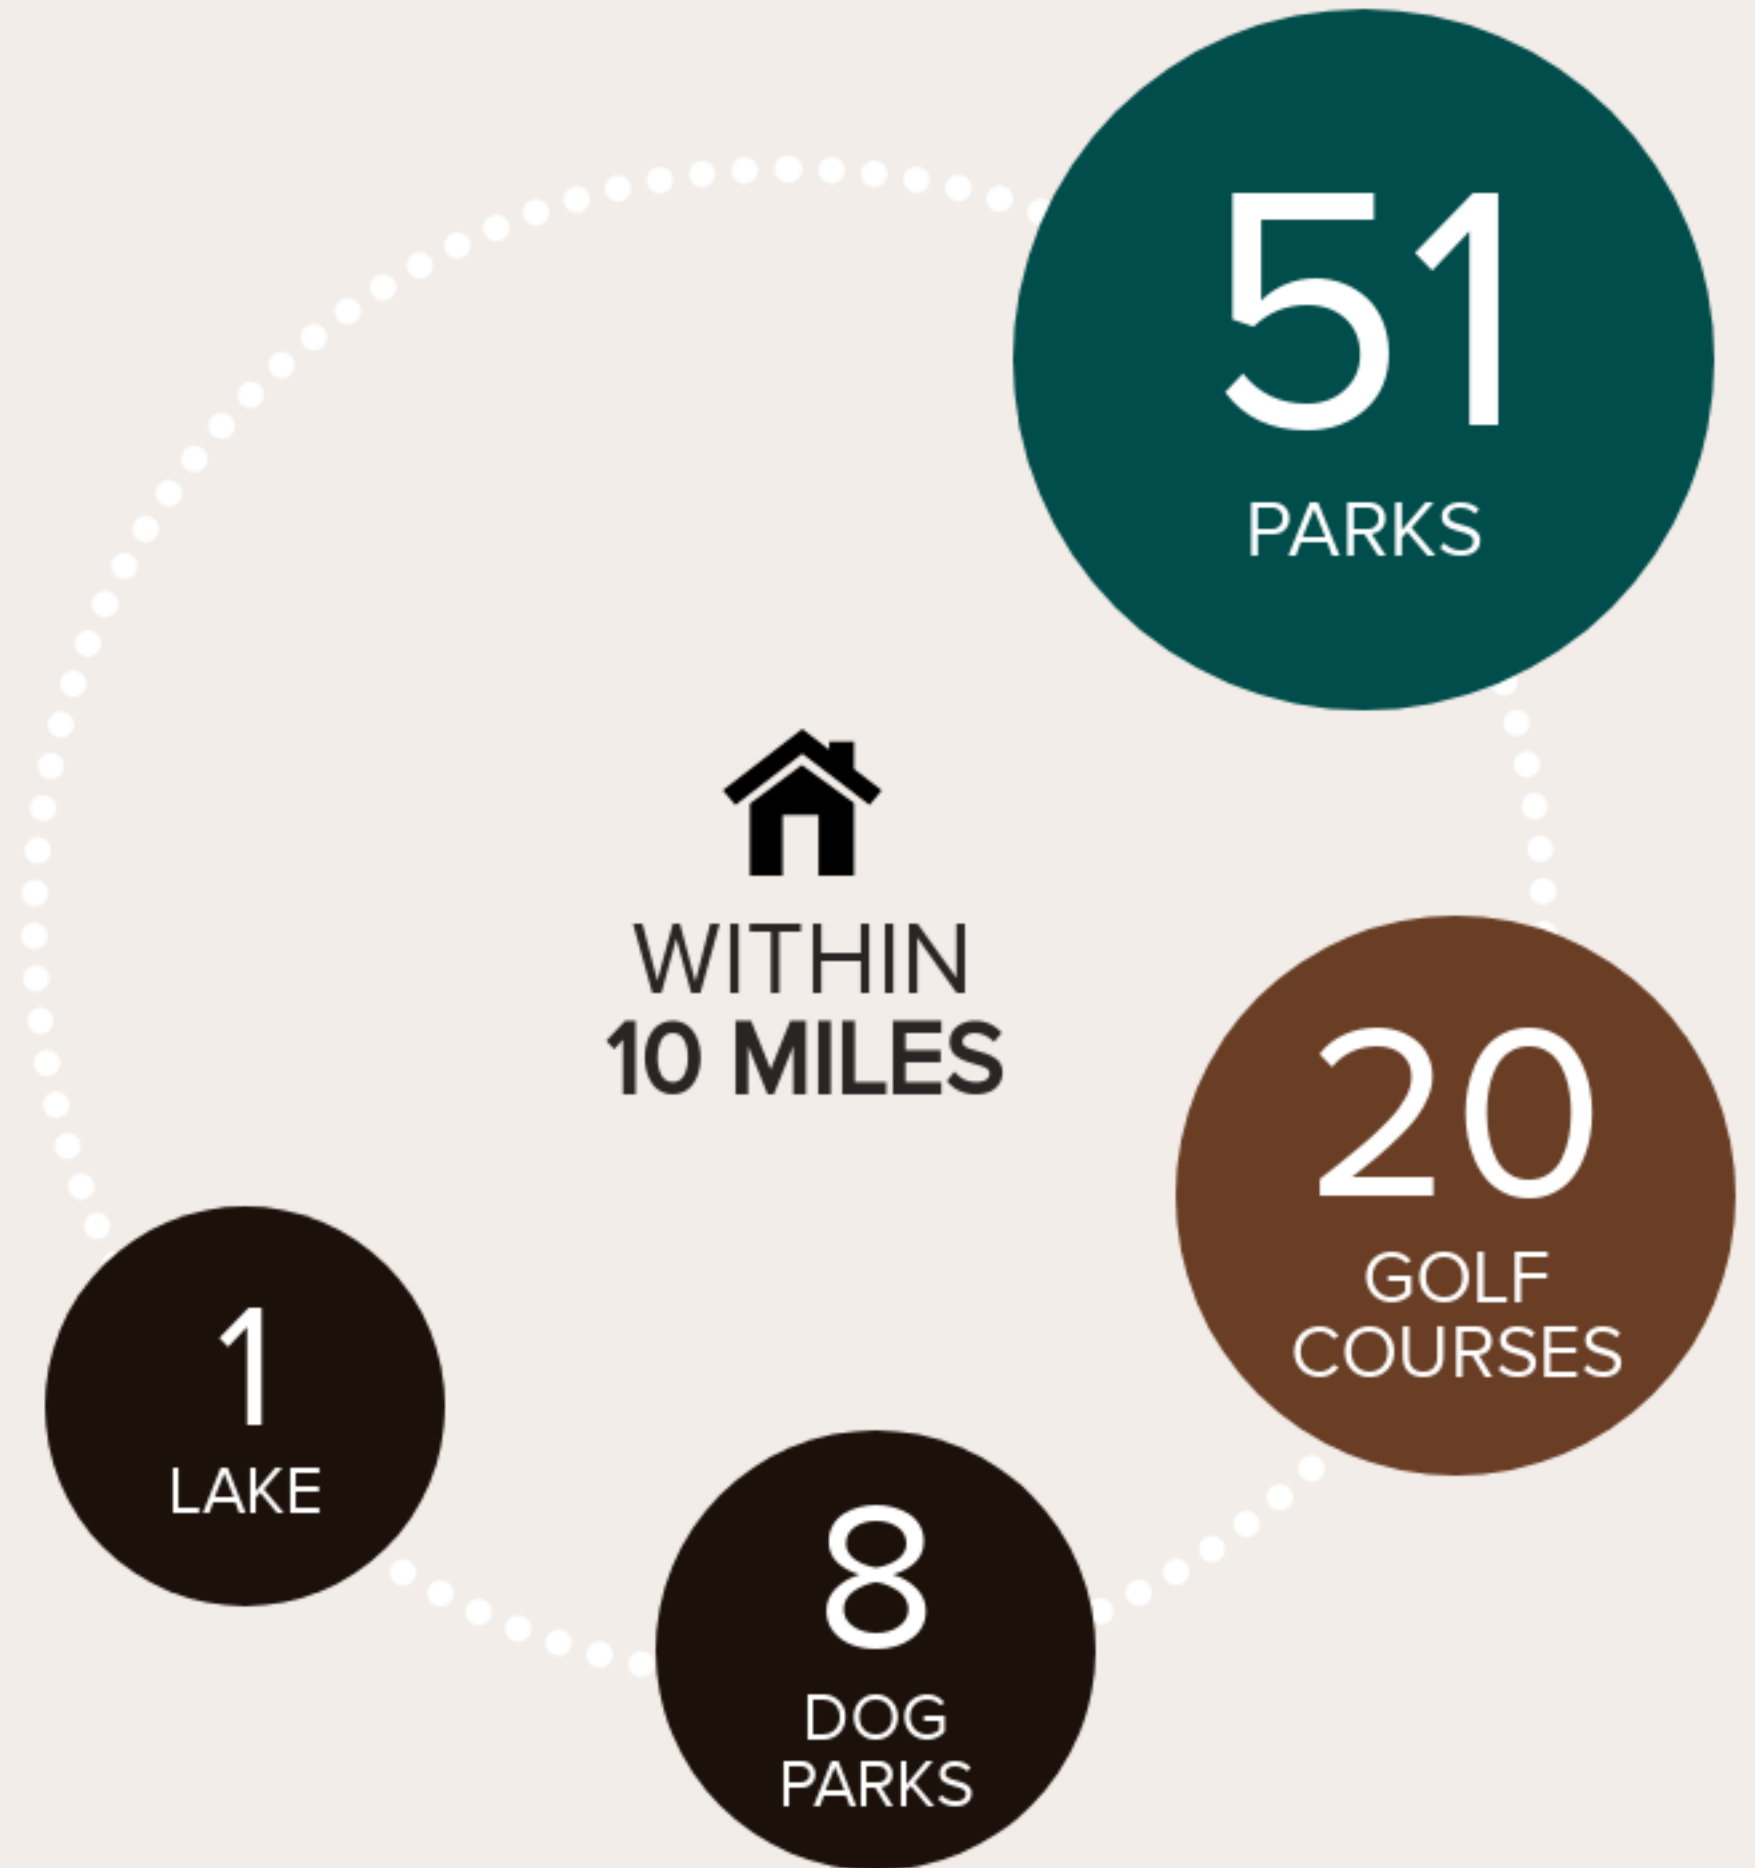 51
PARKS
WITHIN
10 MILES
20
GOLF
COURSES
1
LAKE
8
DOG
PARKS